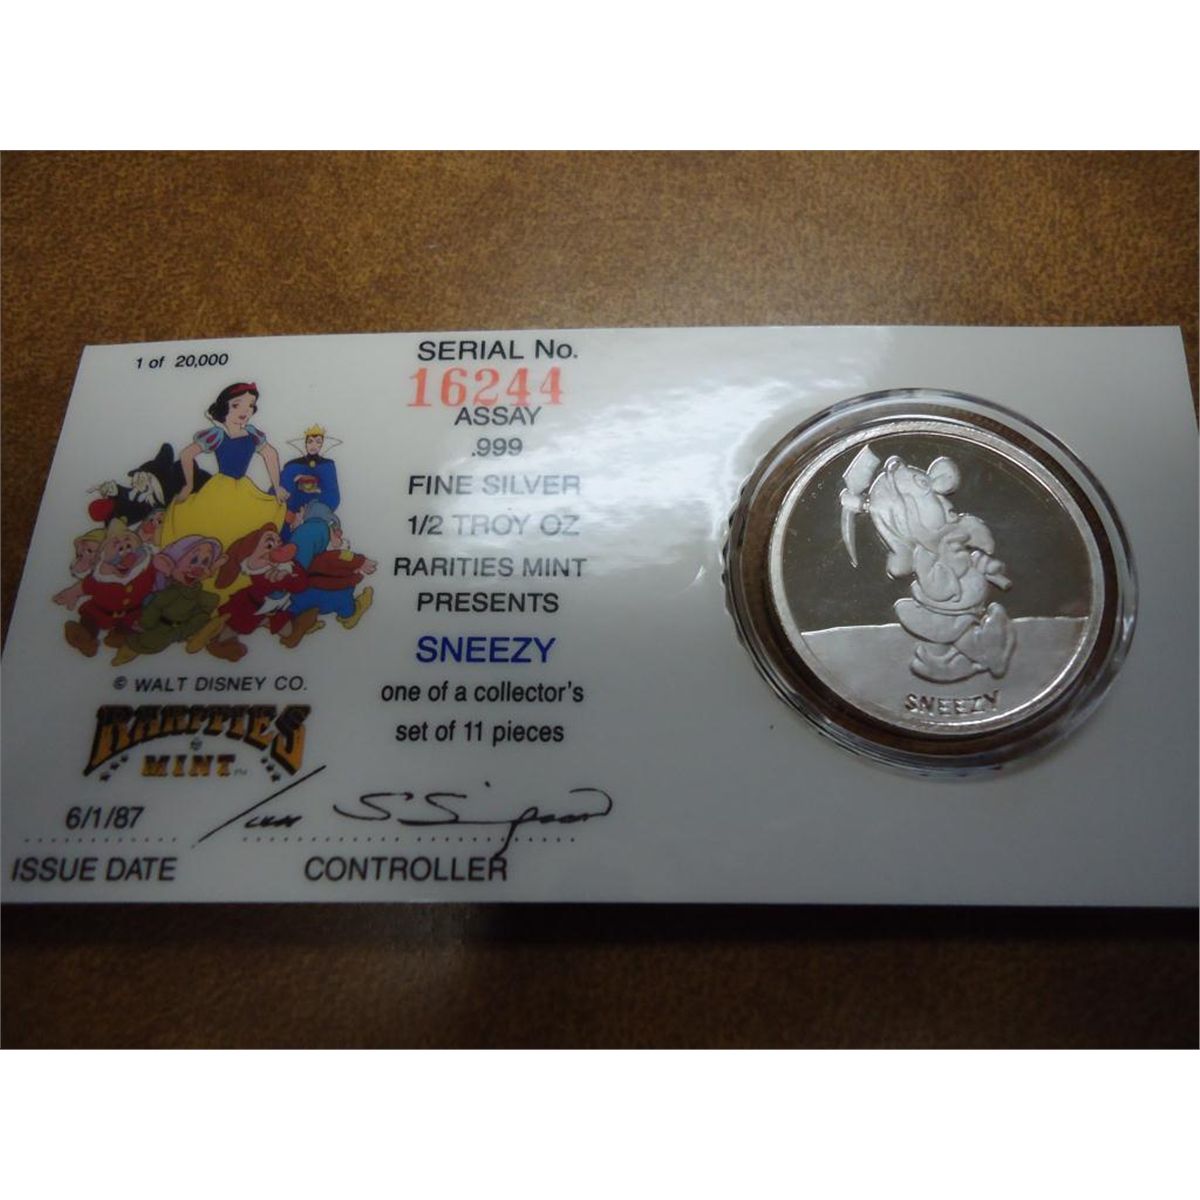 1 of 20,000
SERIAL No.
16244
ASSAY
.999
FINE SILVER
1/2 TROY OZ
RARITIES MINT
PRESENTS
SNEEZY
one of a collector's
set of 11 pieces
© WALT DISNEY CO.
RARITIES
MINT TM
6/1/87
ISSUE DATE
CONTROLLER
SNEEZY